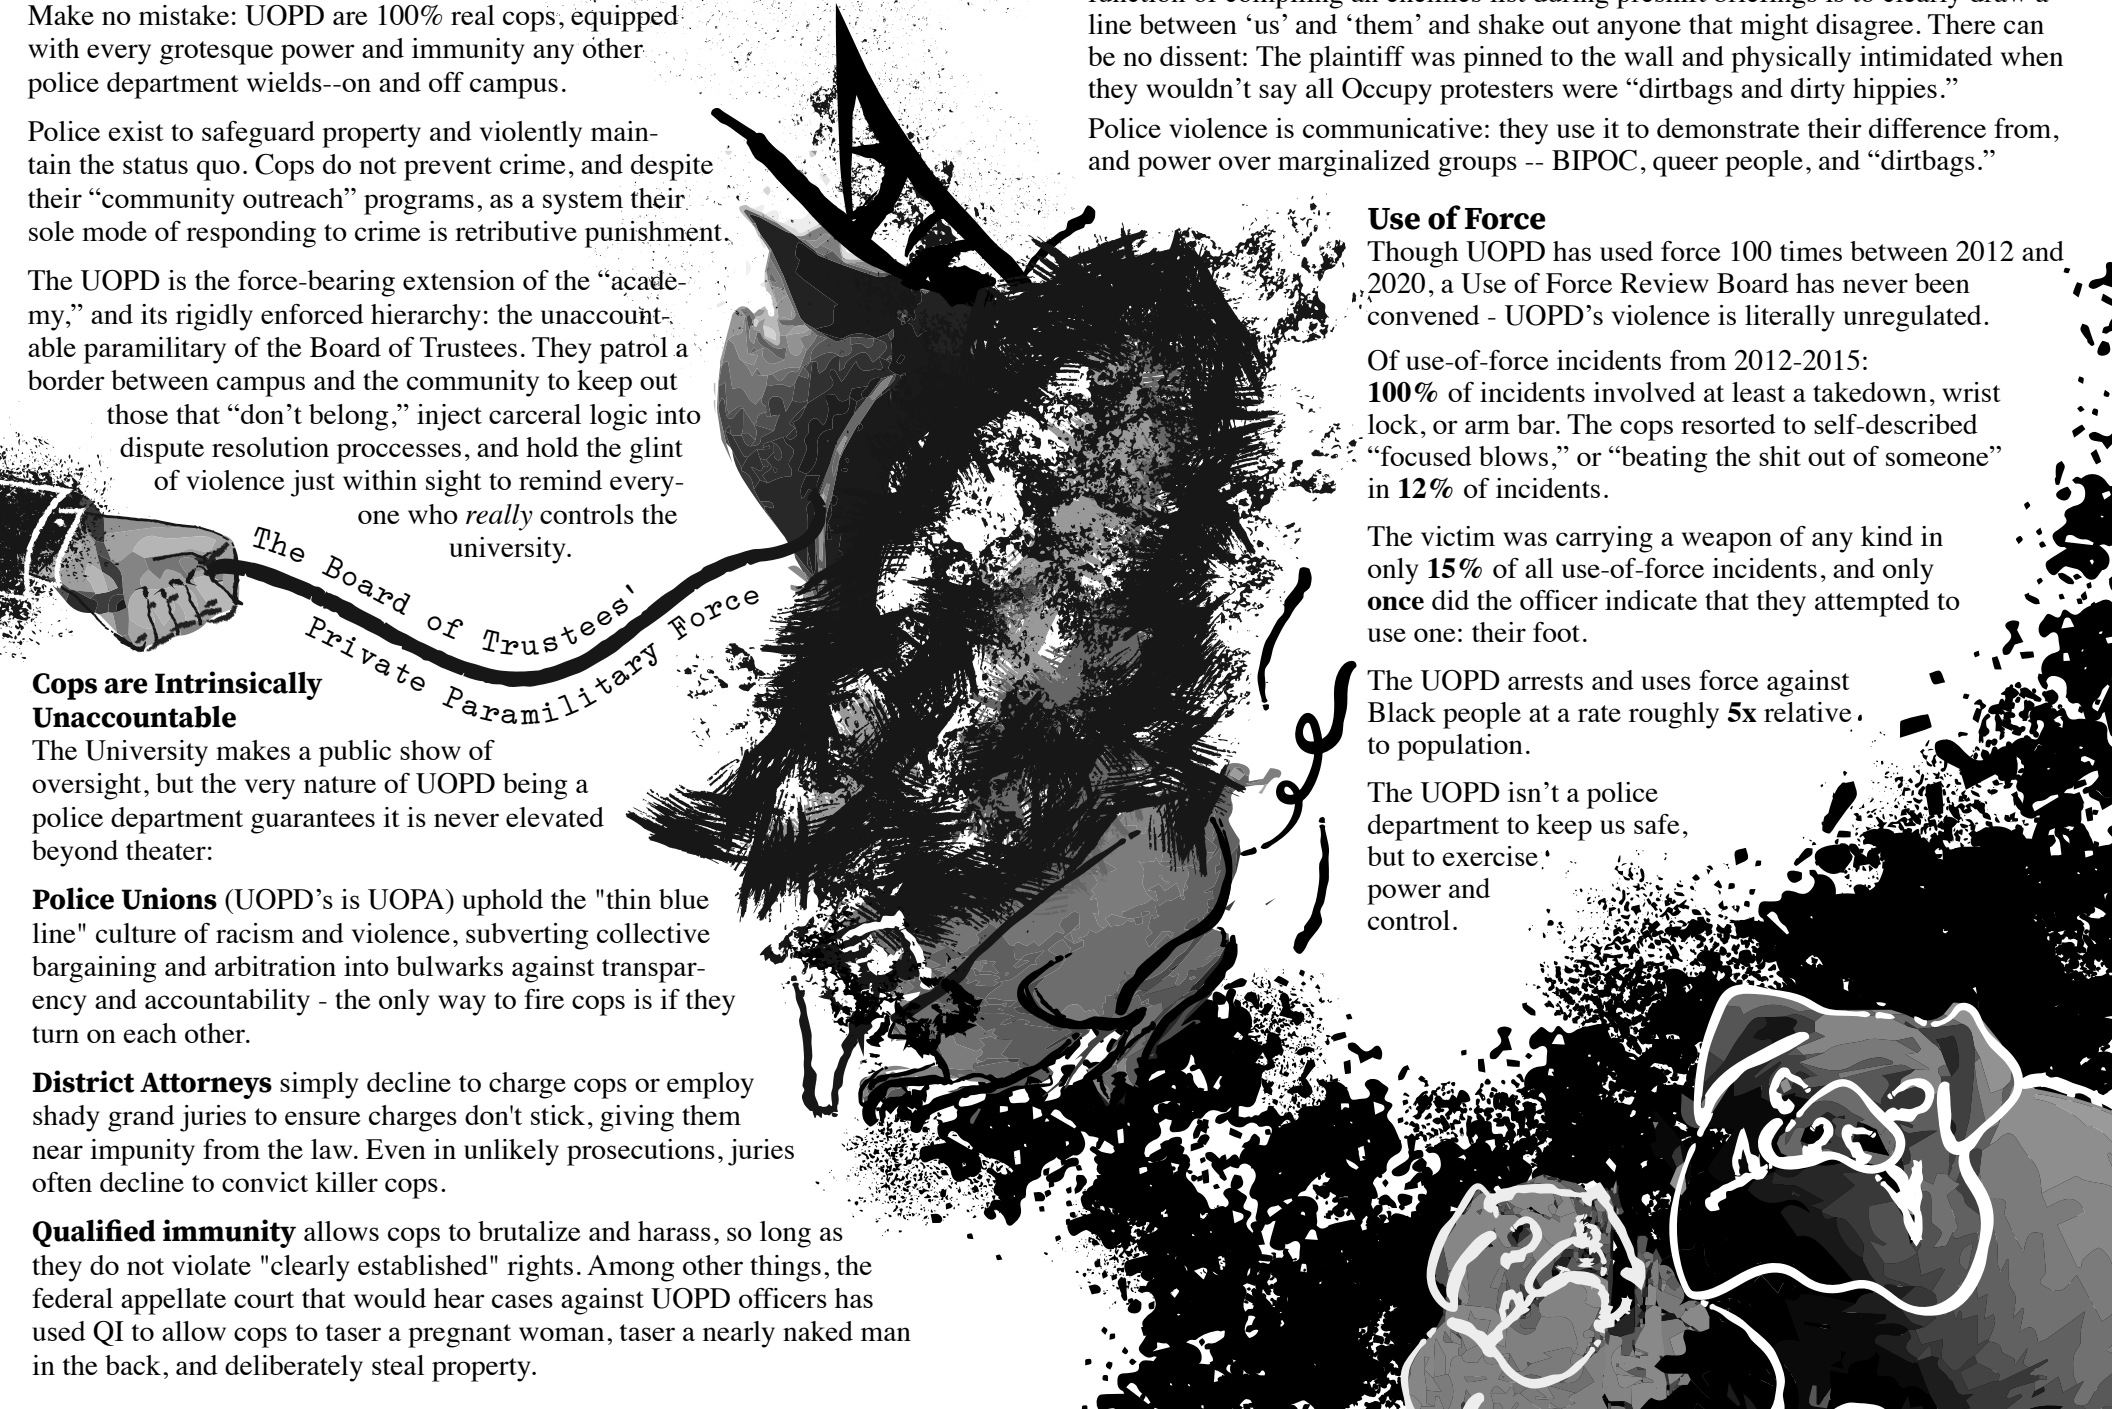 Make no mistake: UOPD are 100% real cops, equipped
with every grotesque power and immunity any other
police department wields--on and off campus.
Police exist to safeguard property and violently main-
tain the status quo. Cops do not prevent crime, and despite
their “community outreach” programs, as a system their
sole mode of responding to crime is retributive punishment.
The UOPD is the force-bearing extension of the “acade-
my,” and its rigidly enforced hierarchy: the unaccount-
able paramilitary of the Board of Trustees. They patrol a
border between campus and the community to keep out
those that “don’t belong,” inject carceral logic into
dispute resolution proccesses, and hold the glint
of violence just within sight to remind every-
one who really controls the
university.
The Board of Trustees'
Private Paramilitary Force
Cops are Intrinsically
Unaccountable
The University makes a public show of
oversight, but the very nature of UOPD being a
police department guarantees it is never elevated
beyond theater:
Police Unions (UOPD’s is UOPA) uphold the "thin blue
line" culture of racism and violence, subverting collective
bargaining and arbitration into bulwarks against transpar-
ency and accountability - the only way to fire cops is if they
turn on each other.
District Attorneys simply decline to charge cops or employ
shady grand juries to ensure charges don't stick, giving them
near impunity from the law. Even in unlikely prosecutions, juries
often decline to convict killer cops.
Qualified immunity allows cops to brutalize and harass, so long as
they do not violate "clearly established" rights. Among other things, the
federal appellate court that would hear cases against UOPD officers has
used QI to allow cops to taser a pregnant woman, taser a nearly naked man
in the back, and deliberately steal property.
function of compiling an enemies list during preshift briefings is to clearly draw a
line between ‘us’ and ‘them’ and shake out anyone that might disagree. There can
be no dissent: The plaintiff was pinned to the wall and physically intimidated when
they wouldn’t say all Occupy protesters were “dirtbags and dirty hippies.”
Police violence is communicative: they use it to demonstrate their difference from,
and power over marginalized groups -- BIPOC, queer people, and “dirtbags.”
Use of Force
Though UOPD has used force 100 times between 2012 and
2020, a Use of Force Review Board has never been
convened - UOPD’s violence is literally unregulated.
Of use-of-force incidents from 2012-2015:
100% of incidents involved at least a takedown, wrist
lock, or arm bar. The cops resorted to self-described
“focused blows,” or “beating the shit out of someone”
in 12% of incidents.
The victim was carrying a weapon of any kind in
only 15% of all use-of-force incidents, and only
once did the officer indicate that they attempted to
use one: their foot.
The UOPD arrests and uses force against
Black people at a rate roughly 5x relative
to population.
The UOPD isn’t a police
department to keep us safe,
but to exercise
power and
control.